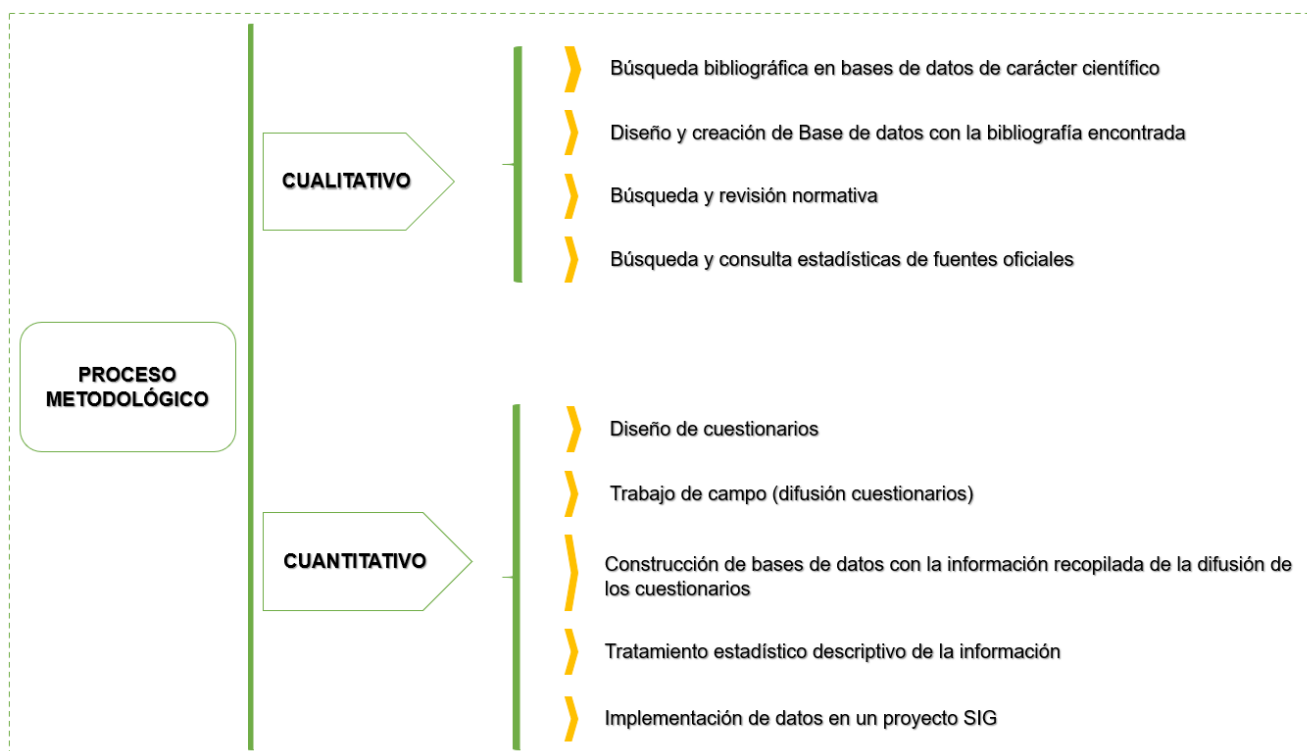 PROCESO
METODOLÓGICO
CUALITATIVO
Búsqueda bibliográfica en bases de datos de carácter científico
Diseño y creación de Base de datos con la bibliografía encontrada
Búsqueda y revisión normativa
Búsqueda y consulta estadísticas de fuentes oficiales
CUANTITATIVO
Diseño de cuestionarios
Trabajo de campo (difusión cuestionarios)
Construcción de bases de datos con la información recopilada de la difusión de
los cuestionarios
Tratamiento estadístico descriptivo de la información
Implementación de datos en un proyecto SIG